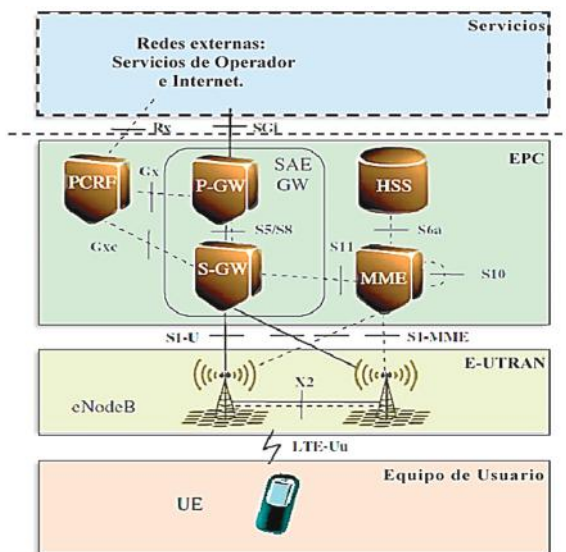 Servicios
Redes externas:
Servicios de Operador
e Internet.
Rx
SGi
EPC
SAE
GW
PCRF
Gx
P-GW
HSS
S5/S8
S6a
Gxc
S11
S-GW
MME
S10
S1-U
S1-MME
E-UTRAN
X2
eNodeB
LTE-Uu
Equipo de Usuario
UE